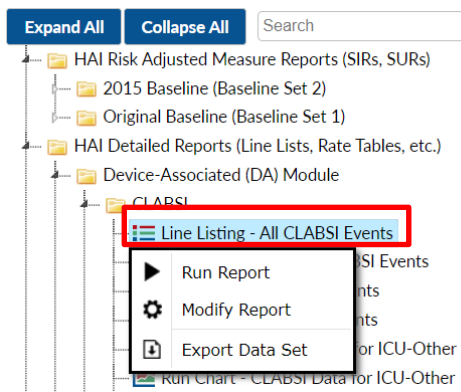 Expand All Collapse All Search
HAI Risk Adjusted Measure Reports (SIRs, SURs)
2015 Baseline (Baseline Set 2)
Original Baseline (Baseline Set 1)
HAI Detailed Reports (Line Lists, Rate Tables, etc.)
Device-Associated (DA) Module
CLABSI
Line Listing - All CLABSI Events
Events
Run Report
Modify Report
Export Data Set for ICU-Other
Run Chart - CLABSI Data for ICU-Other